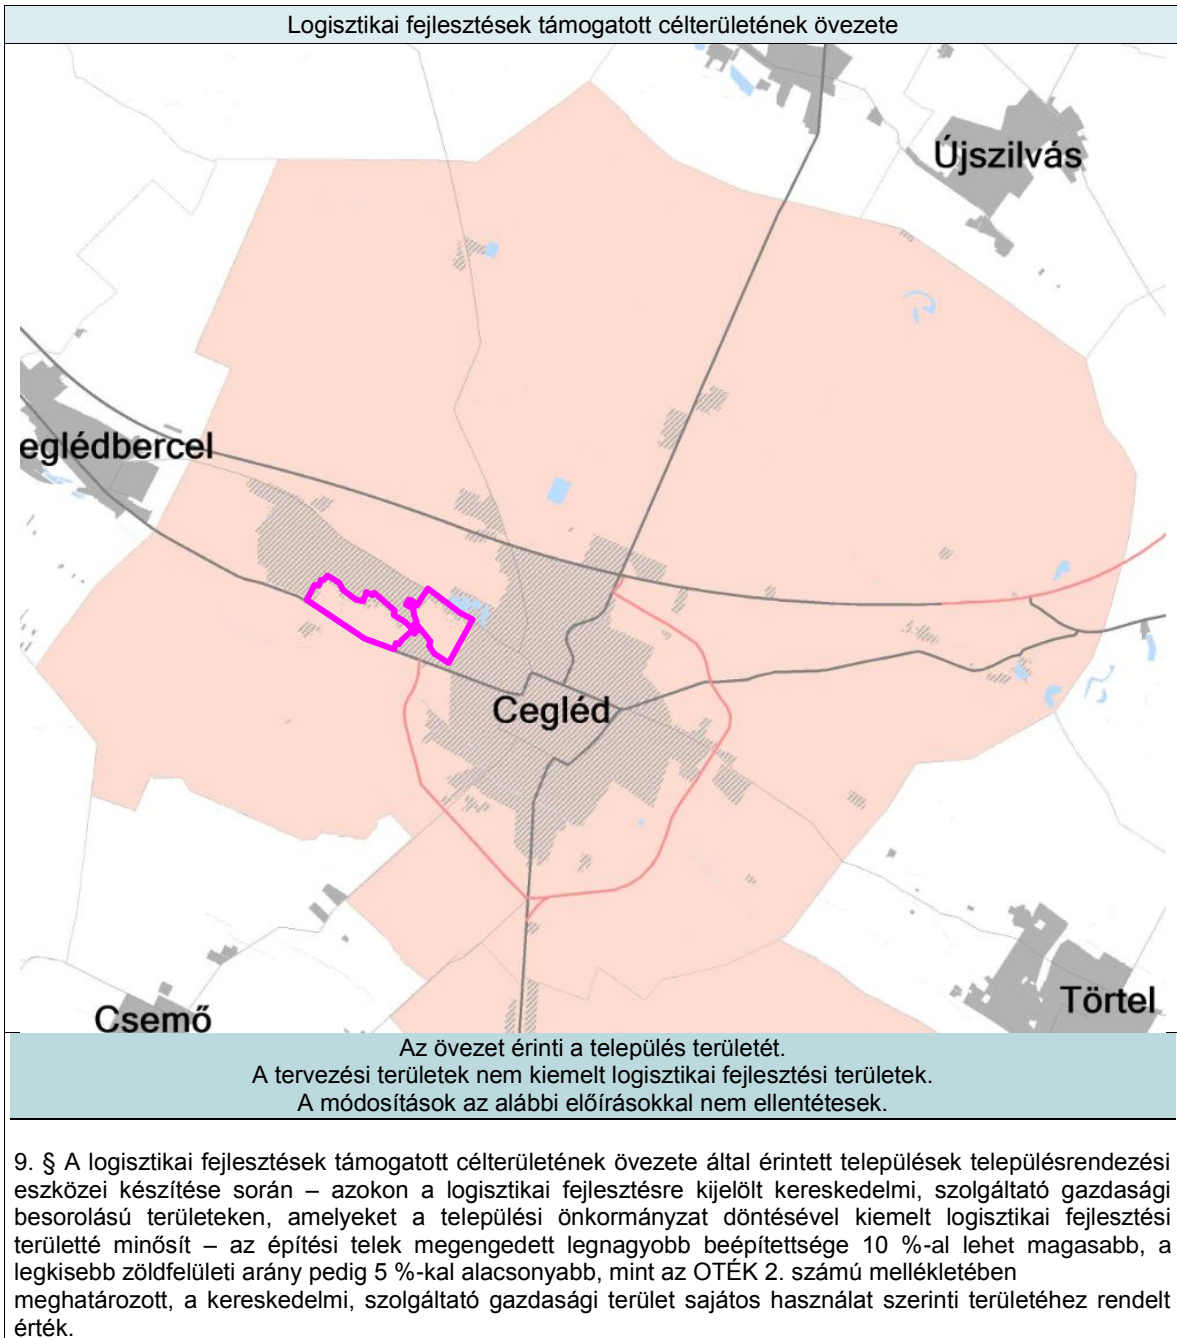 Logisztikai fejlesztések támogatott célterületének övezete
Újszilvás
eglédbercel
Cegléd
Törtel
Csemő
Az övezet érinti a település területét.
A tervezési területek nem kiemelt logisztikai fejlesztési területek.
A módosítások az alábbi előírásokkal nem ellentétesek.
9. § A logisztikai fejlesztések támogatott célterületének övezete által érintett települések településrendezési
eszközei készítése során – azokon a logisztikai fejlesztésre kijelölt kereskedelmi, szolgáltató gazdasági
besorolású területeken, amelyeket a települési önkormányzat döntésével kiemelt logisztikai fejlesztési
területté minősít – az építési telek megengedett legnagyobb beépítettsége 10 %-al lehet magasabb, a
legkisebb zöldfelületi arány pedig 5 %-kal alacsonyabb, mint az OTÉK 2. számú mellékletében
meghatározott, a kereskedelmi, szolgáltató gazdasági terület sajátos használat szerinti területéhez rendelt
érték.